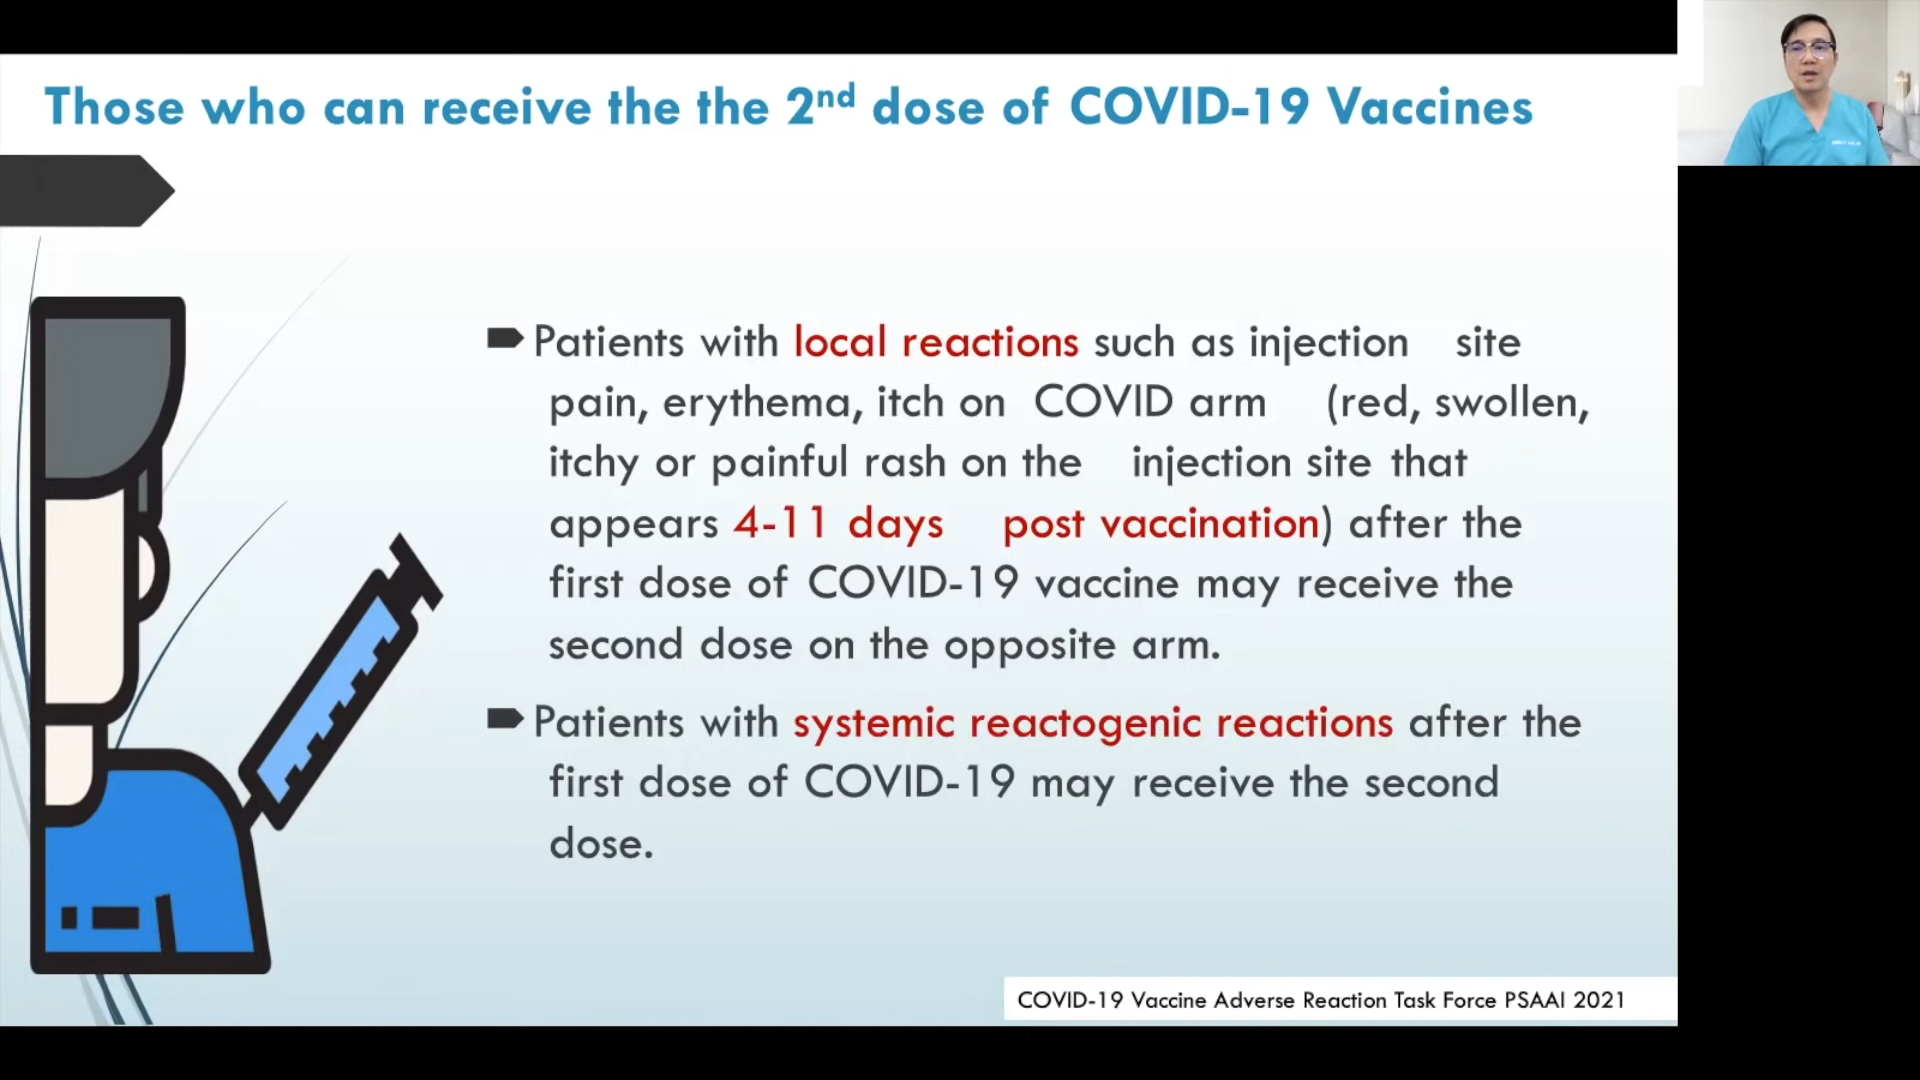 Those who can receive the the 2nd dose of COVID-19 Vaccines
Patients with local reactions such as injection site
pain, erythema, itch on COVID arm (red, swollen,
itchy or painful rash on the injection site that
appears 4-11 days post vaccination) after the
first dose of COVID-19 vaccine may receive the
second dose on the opposite arm.
Patients with systemic reactogenic reactions after the
first dose of COVID-19 may receive the second
dose.
COVID-19 Vaccine Adverse Reaction Task Force PSAAI 2021